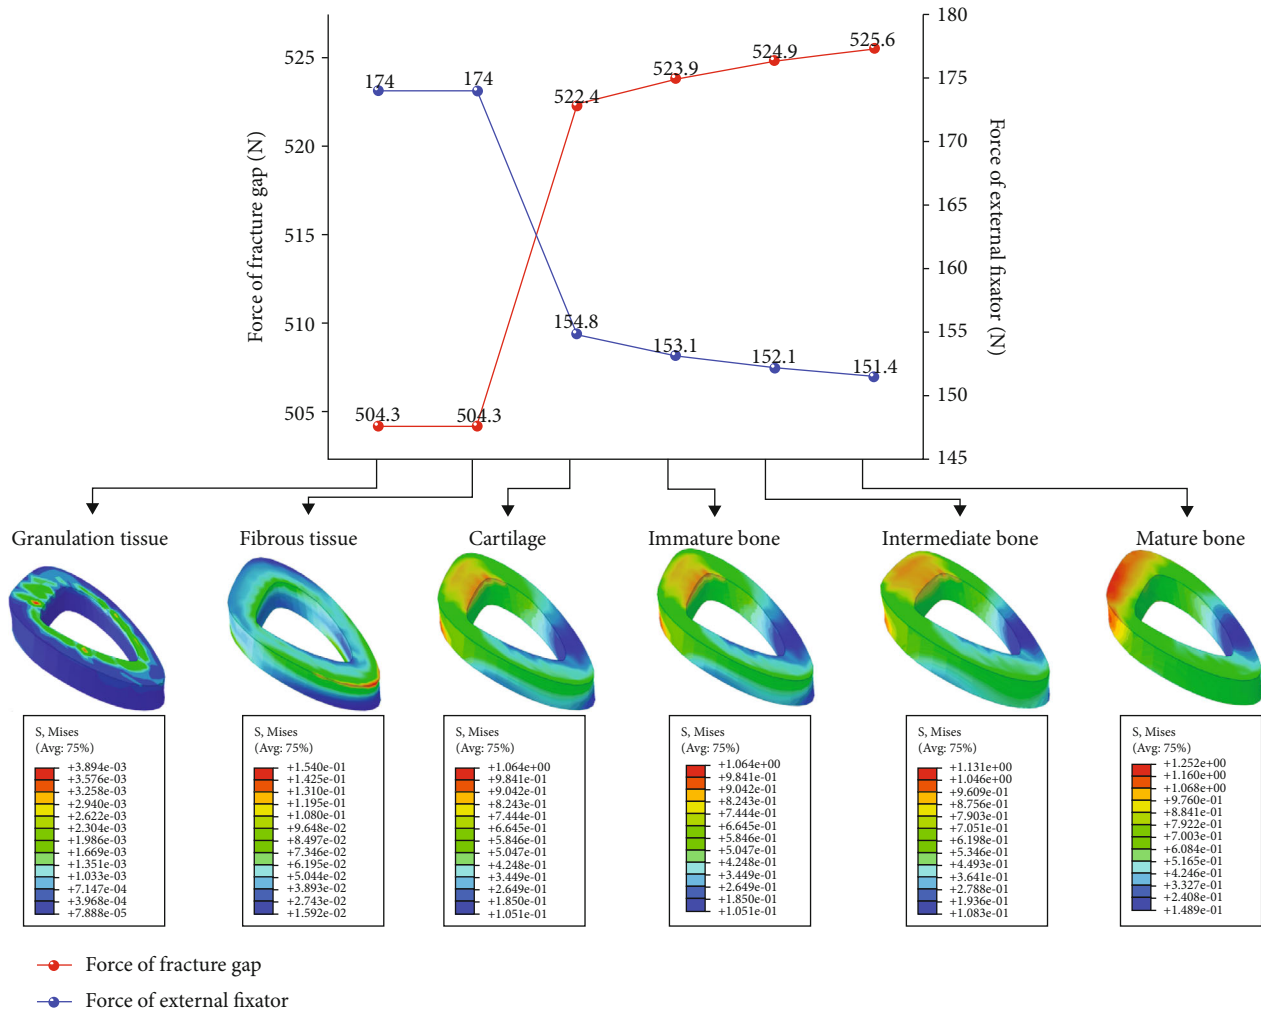 180
525.6
524.9
525
523.9
175
174
174
522.4
520
170
Force of fracture gap (N)
Force of external fixator (N)
515
165
160
510
154.8
155
153.1
152.1
151.4
150
504.3
504.3
505
145
Granulation tissue
Fibrous tissue
Cartilage
Immature bone
Intermediate bone
Mature bone
S, Mises
(Avg: 75%)
+3.894e-03
+3.576e-03
+3.258e-03
+2.940e-03
+2.622e-03
+2.304e-03
+1.986e-03
+1.669e-03
+1.351e-03
+1.033e-03
+7.147e-04
+3.968e-04
+7.888e-05
S, Mises
(Avg: 75%)
+1.540e-01
+1.425e-01
+1.310e-01
+1.195e-01
+1.080e-01
+9.648e-02
+8.497e-02
+7.346e-02
+6.195e-02
+5.044e-02
+3.893e-02
+2.743e-02
+1.592e-02
S, Mises
(Avg: 75%)
+1.064e+00
+9.841e-01
+9.042e-01
+8.243e-01
+7.444e-01
+6.645e-01
+5.846e-01
+5.047e-01
+4.248e-01
+3.449e-01
+2.649e-01
+1.850e-01
+1.051e-01
S, Mises
(Avg: 75%)
+1.064e+00
+9.841e-01
+9.042e-01
+8.243e-01
+7.444e-01
+6.645e-01
+5.846e-01
+5.047e-01
+4.248e-01
+3.449e-01
+2.649e-01
+1.850e-01
+1.051e-01
S, Mises
(Avg: 75%)
+1.131e+00
+1.046e+00
+9.609e-01
+8.756e-01
+7.903e-01
+7.051e-01
+6.198e-01
+5.346e-01
+4.493e-01
+3.641e-01
+2.788e-01
+1.936e-01
+1.083e-01
S, Mises
(Avg: 75%)
+1.252e+00
+1.160e+00
+1.068e+00
+9.760e-01
+8.841e-01
+7.922e-01
+7.003e-01
+6.084e-01
+5.165e-01
+4.246e-01
+3.327e-01
+2.408e-01
+1.489e-01
Force of fracture gap
Force of external fixator